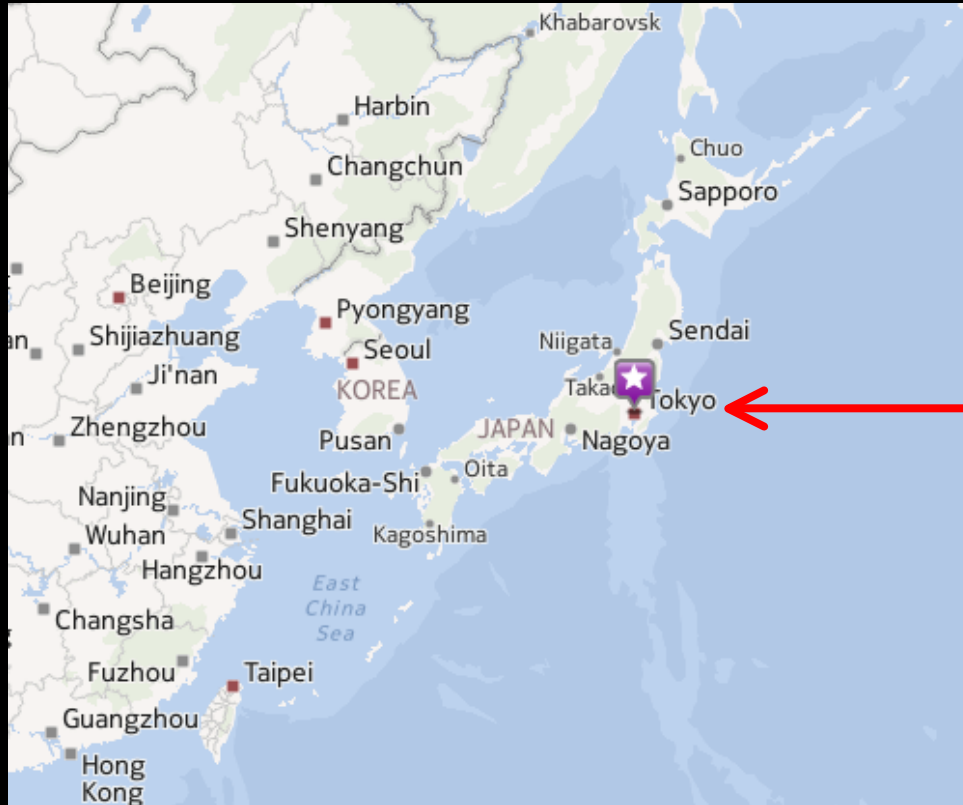 Khabarovsk
Harbin
Chuo
Changchun
Sapporo
Shenyang
Beijing
Pyongyang
Sendai
Shijiazhuang
Niigata
Seoul
Ji'nan
KOREA
Tokyo
Zhengzhou
Pusan
JAPAN
Nagoya
Oita
Fukuoka-Shi
Nanjing
Shanghai
Wuhan
Kagoshima
Hangzhou
East
China
Sea
Changsha
Fuzhou
Taipei
Guangzhou
Hong
Kong